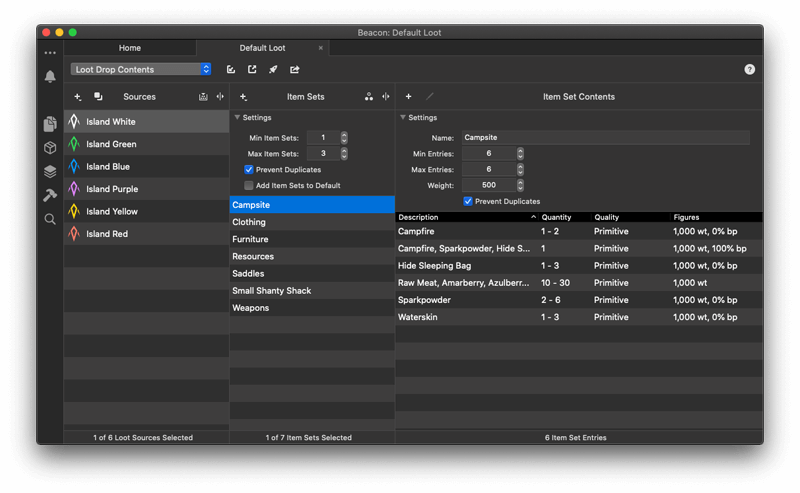 Beacon: Default Loot
Home
Default Loot
Loot Drop Contents
Sources
Item Sets
Item Set Contents
Island White
Island Green
Island Blue
Island Purple
Island Yellow
Island Red
1 of 6 Loot Sources Selected
Settings
Min Item Sets: 1
Max Item Sets: 3
Prevent Duplicates
Add Item Sets to Default
Campsite
Clothing
Furniture
Resources
Saddles
Small Shanty Shack
Weapons
1 of 7 Item Sets Selected
Settings
Name: Campsite
Min Entries: 6
Max Entries: 6
Weight: 500
Prevent Duplicates
Description Quantity Quality Figures
Campfire 1 - 2 Primitive 1,000 wt, 0% bp
Campfire, Sparkpowder, Hide S... 1 Primitive 1,000 wt, 100% bp
Hide Sleeping Bag 1 - 3 Primitive 1,000 wt, 0% bp
Raw Meat, Amarberry, Azulberr... 10 - 30 Primitive 1,000 wt
Sparkpowder 2 - 6 Primitive 1,000 wt, 0% bp
Waterskin 1 - 3 Primitive 1,000 wt, 0% bp
6 Item Set Entries